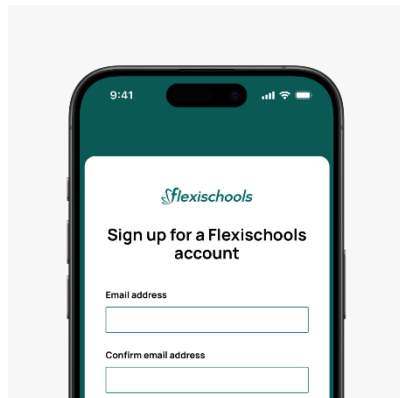 9:41
flexischools
Sign up for a Flexischools
account
Email address
Confirm email address